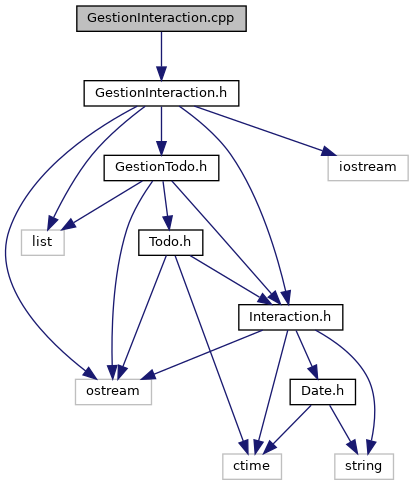 GestionInteraction.cpp
GestionInteraction.h
GestionTodo.h
iostream
list
Todo.h
Interaction.h
ostream
Date.h
ctime
string